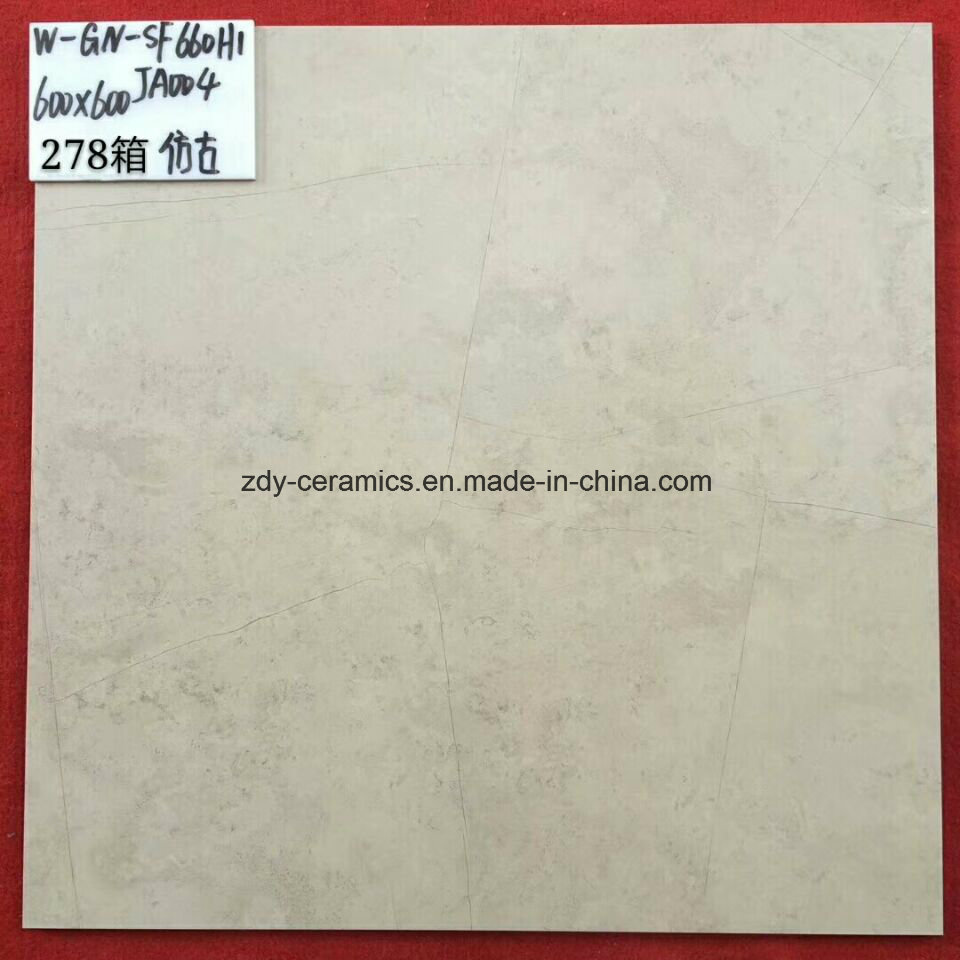 W-GN-SF660H1
600x600 JA004
278箱 仿古
zdy-ceramics.en.made-in-china.com